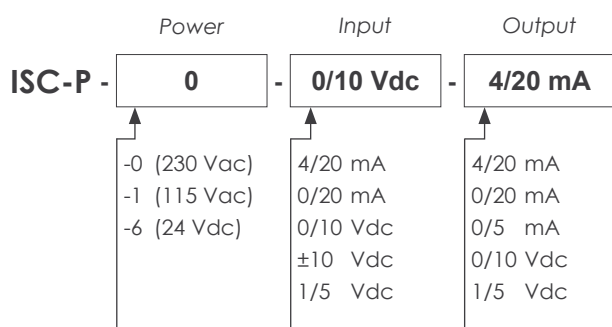 Power Input Output
ISC-P - 0 - 0/10 Vdc - 4/20 mA
-0 (230 Vac) 4/20 mA 4/20 mA
-1 (115 Vac) 0/20 mA 0/20 mA
-6 (24 Vdc) 0/10 Vdc 0/5 mA
±10 Vdc 0/10 Vdc
1/5 Vdc 1/5 Vdc